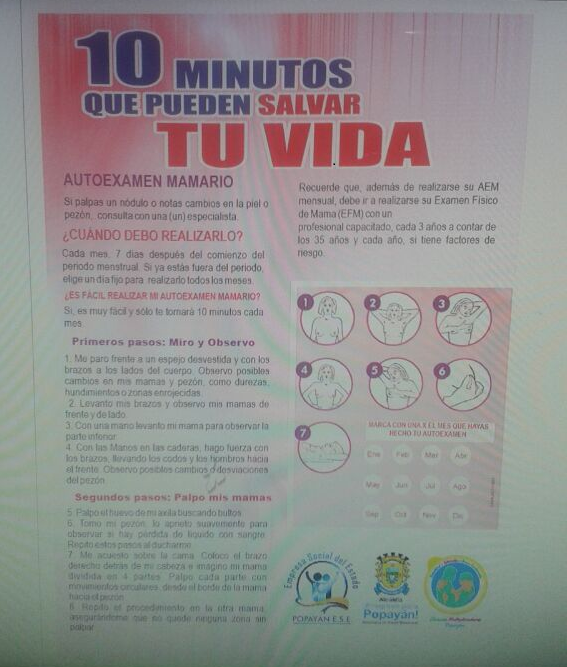 10 MINUTOS
QUE PUEDEN SALVAR
TU VIDA
AUTOEXAMEN MAMARIO
Si palpas un nódulo o notas cambios en la piel o
pezón, consulta con una (un) especialista.
¿CUÁNDO DEBO REALIZARLO?
Cada mes, 7 dias después del comienzo del
periodo menstrual. Si ya estás fuera del periodo,
elige un dia fijo para realizarlo todos los meses.
¿ES FÁCIL REALIZAR MI AUTOEXAMEN MAMARIO?
Si, es muy fácil y sólo te tomará 10 minutos cada
mes.
Primeros pasos: Miro y Observo
1. Me paro frente a un espejo desvestida y con los
brazos a los lados del cuerpo. Observo posibles
cambios en mis mamas y pezón, como durezas,
hundimientos o zonas enrojecidas.
2. Levanto mis brazos y observo mis mamas de
frente y de lado.
3. Con una mano levanto mi mama para observar la
parte inferior.
4. Con las Manos en las caderas, hago fuerza con
los brazos, llevando los codos y los hombros hacia
el frente. Observo posibles cambios o desviaciones
del pezón.
Segundos pasos: Palpo mis mamas
5. Palpo el huevo de mi axila buscando bultos.
6. Tomo mi pezón, lo apreto suavemente para
observar si hay pérdida de liquido con sangre.
Repito estos pasos al ducharme.
7. Me acuesto sobre la cama. Coloco el brazo
derecho detrás de mi cabeza e imagino mi mama
dividida en 4 partes. Palpo cada parte con
movimientos circulares, desde el borde de la mama
hacia el pezón.
8. Repito el procedimiento en la otra mama,
asegurándome que no quede ninguna zona sin
palpar.
Recuerde que, además de realizarse su AEM
mensual, debe ir a realizarse su Examen Fisico
de Mama (EFM) con un
profesional capacitado, cada 3 años a contar de
los 35 años y cada año, si tiene factores de
riesgo.
1 2 3
4 5 6
7
MARCA CON UNA X EL MES QUE HAYAS
HECHO TU AUTOEXAMEN
Ene Feb Mar Abr
May Jun Jul Ago
Sep Oct Nov Dic
Empresa Social del Estado
POPAYÁN E.S.E
Popayán!